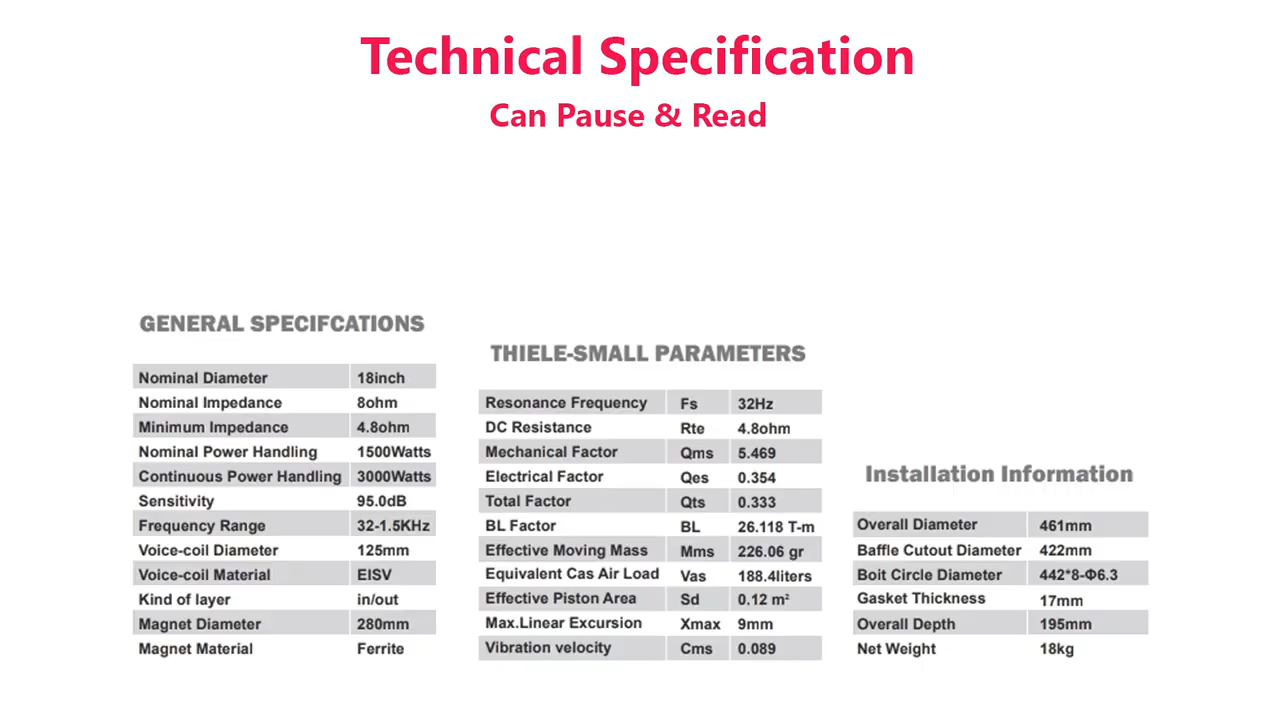 Technical Specification
Can Pause & Read
GENERAL SPECIFCATIONS
Nominal Diameter 18inch
Nominal Impedance 8ohm
Minimum Impedance 4.8ohm
Nominal Power Handling 1500Watts
Continuous Power Handling 3000Watts
Sensitivity 95.0dB
Frequency Range 32-1.5KHz
Voice-coil Diameter 125mm
Voice-coil Material EISV
Kind of layer in/out
Magnet Diameter 280mm
Magnet Material Ferrite
THIELE-SMALL PARAMETERS
Resonance Frequency Fs 32Hz
DC Resistance Rte 4.8ohm
Mechanical Factor Qms 5.469
Electrical Factor Qes 0.354
Total Factor Qts 0.333
BL Factor BL 26.118 T-m
Effective Moving Mass Mms 226.06 gr
Equivalent Cas Air Load Vas 188.4liters
Effective Piston Area Sd 0.12 m²
Max.Linear Excursion Xmax 9mm
Vibration velocity Cms 0.089
Installation Information
Overall Diameter 461mm
Baffle Cutout Diameter 422mm
Boit Circle Diameter 442*8-Φ6.3
Gasket Thickness 17mm
Overall Depth 195mm
Net Weight 18kg